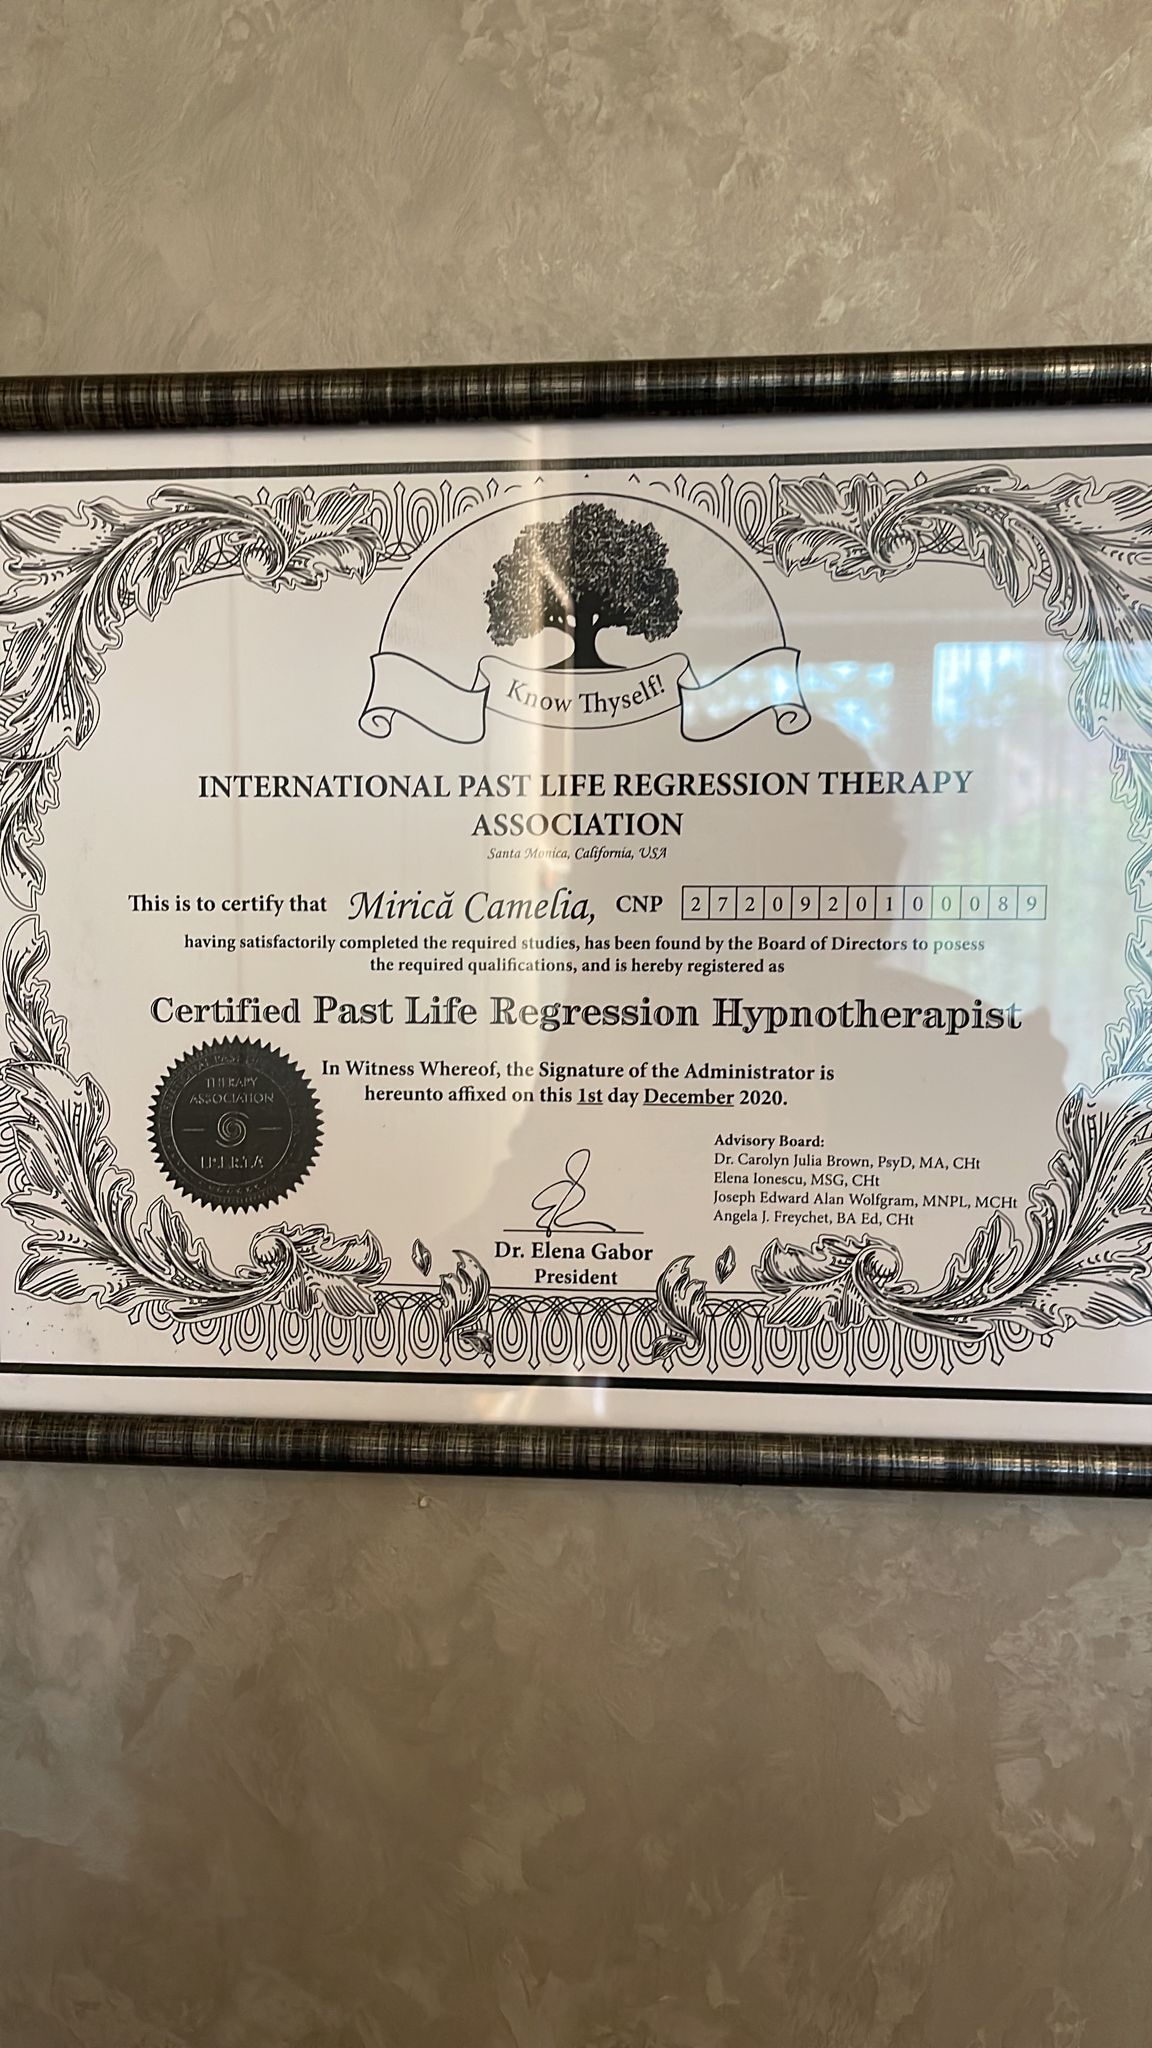 Know Thyself!
INTERNATIONAL PAST LIFE REGRESSION THERAPY
ASSOCIATION
Santa Monica, California, USA
This is to certify that Mirică Camelia, CNP 2720920100089
having satisfactorily completed the required studies, has been found by the Board of Directors to posess
the required qualifications, and is hereby registered as
Certified Past Life Regression Hypnotherapist
In Witness Whereof, the Signature of the Administrator is
hereunto affixed on this 1st day December 2020.
THERAPY
ASSOCIATION
I.P.L.R.T.A
Advisory Board:
Dr. Carolyn Julia Brown, PsyD, MA, CHt
Elena Ionescu, MSG, CHt
Joseph Edward Alan Wolfgram, MNPL, MCHt
Angela J. Freychet, BA Ed, CHt
Dr. Elena Gabor
President